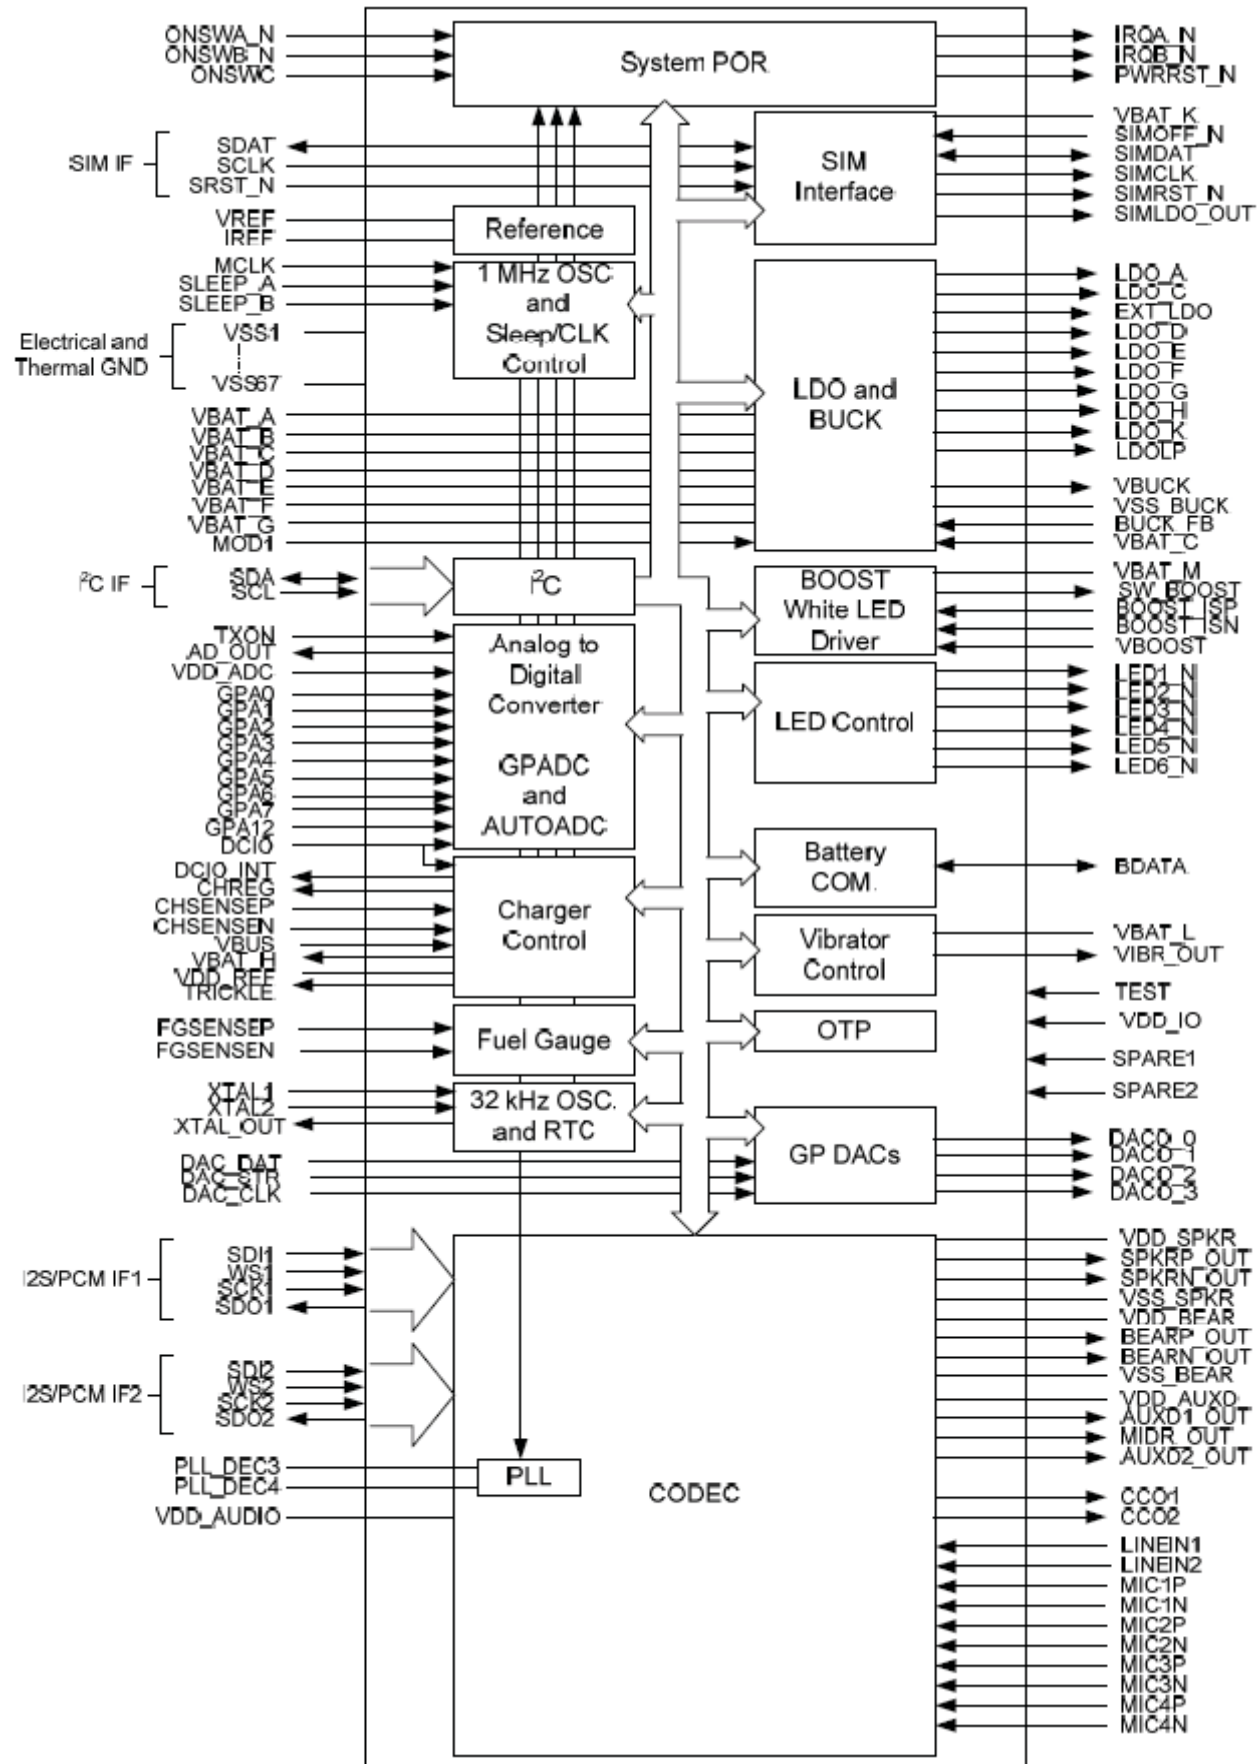 ONSWA_N
ONSWB_N
ONSWC
System POR
IRQA_N
IRQB_N
PWRRST_N
SIM IF
SDAT
SCLK
SRST_N
SIM
Interface
VBAT_K
SIMOFF_N
SIMDAT
SIMCLK
SIMRST_N
SIMLDO_OUT
VREF
IREF
Reference
MCLK
SLEEP_A
SLEEP_B
1 MHz OSC
and
Sleep/CLK
Control
Electrical and
Thermal GND
VSS1
VSS67
VBAT_A
VBAT_B
VBAT_C
VBAT_D
VBAT_E
VBAT_F
VBAT_G
MOD1
LDO and
BUCK
LDO_A
LDO_C
EXT_LDO
LDO_D
LDO_E
LDO_F
LDO_G
LDO_H
LDO_K
LDOLP
VBUCK
VSS_BUCK
BUCK_FB
VBAT_C
I²C IF
SDA
SCL
I²C
BOOST
White LED
Driver
VBAT_M
SW_BOOST
BOOST_ISP
BOOST_ISN
VBOOST
TXON
AD_OUT
VDD_ADC
GPA0
GPA1
GPA2
GPA3
GPA4
GPA5
GPA6
GPA7
GPA12
DCIO
Analog to
Digital
Converter
GPADC
and
AUTOADC
LED Control
LED1_N
LED2_N
LED3_N
LED4_N
LED5_N
LED6_N
DCIO_INT
CHREG
CHSENSEP
CHSENSEN
VBUS
VBAT_H
VDD_REF
TRICKLE
Charger
Control
Battery
COM.
BDATA
Vibrator
Control
VBAT_L
VIBR_OUT
TEST
VDD_IO
SPARE1
SPARE2
FGSENSEP
FGSENSEN
Fuel Gauge
OTP
XTAL1
XTAL2
XTAL_OUT
32 kHz OSC.
and RTC
DAC_DAT
DAC_STR
DAC_CLK
GP DACs
DACO_0
DACO_1
DACO_2
DACO_3
I2S/PCM IF1
SDI1
WS1
SCK1
SDO1
I2S/PCM IF2
SDI2
WS2
SCK2
SDO2
PLL_DEC3
PLL_DEC4
VDD_AUDIO
PLL
CODEC
VDD_SPKR
SPKRP_OUT
SPKRN_OUT
VSS_SPKR
VDD_BEAR
BEARP_OUT
BEARN_OUT
VSS_BEAR
VDD_AUXD
AUXD1_OUT
MIDR_OUT
AUXD2_OUT
CCO1
CCO2
LINEIN1
LINEIN2
MIC1P
MIC1N
MIC2P
MIC2N
MIC3P
MIC3N
MIC4P
MIC4N